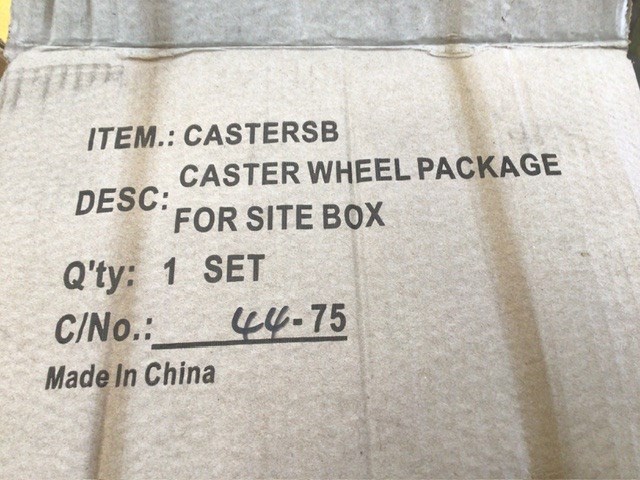 ITEM.: CASTERSB
DESC: CASTER WHEEL PACKAGE
FOR SITE BOX
Q'ty: 1 SET
C/No.: 44-75
Made In China